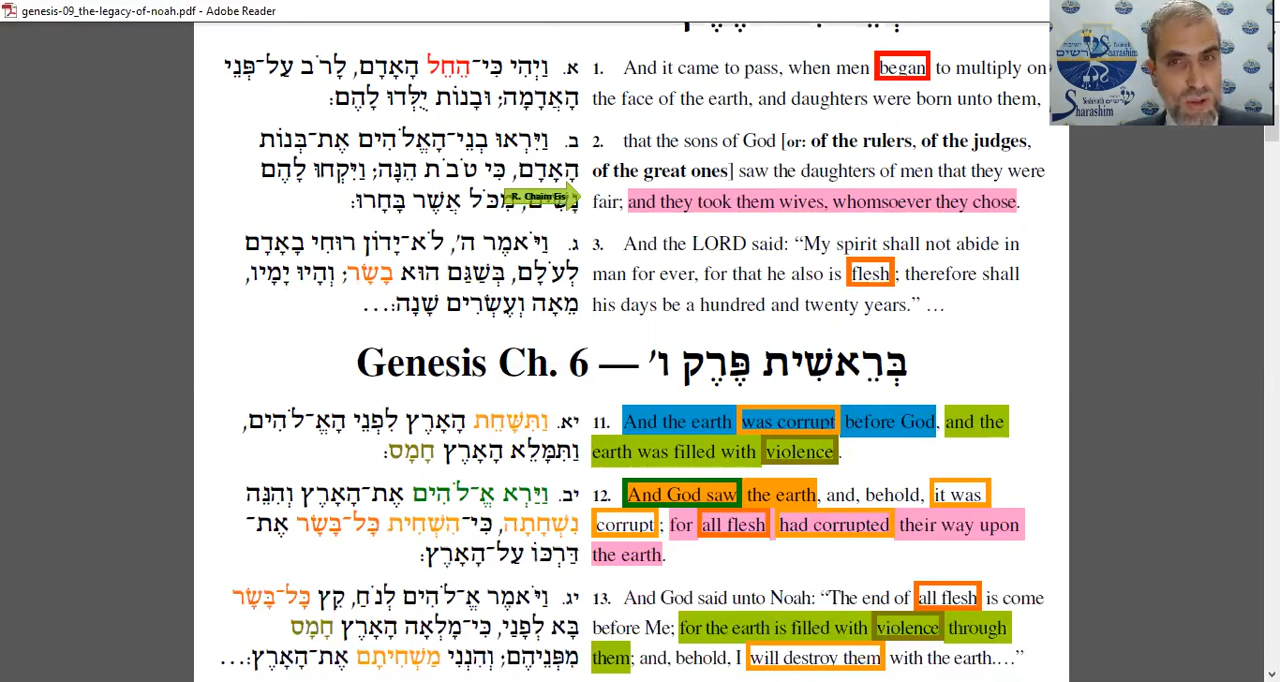 genesis-09_the-legacy-of-noah.pdf - Adobe Reader
א. וַיְהִי כִּי־הֵחֵל הָאָדָם, לָרֹב עַל־פְּנֵי
הָאֲדָמָה; וּבָנוֹת יֻלְּדוּ לָהֶם:
ב. וַיִּרְאוּ בְנֵי־הָאֱלֹהִים אֶת־בְּנוֹת
הָאָדָם, כִּי טֹבֹת הֵנָּה; וַיִּקְחוּ לָהֶם
נָשִׁים, מִכֹּל אֲשֶׁר בָּחָרוּ:
R. Chaim Eis
ג. וַיֹּאמֶר ה', לֹא־יָדוֹן רוּחִי בָאָדָם
לְעֹלָם, בְּשַׁגַּם הוּא בָשָׂר; וְהָיוּ יָמָיו,
מֵאָה וְעֶשְׂרִים שָׁנָה:...
1. And it came to pass, when men began to multiply on
the face of the earth, and daughters were born unto them,
2. that the sons of God [or: of the rulers, of the judges,
of the great ones] saw the daughters of men that they were
fair; and they took them wives, whomsoever they chose.
3. And the LORD said: “My spirit shall not abide in
man for ever, for that he also is flesh; therefore shall
his days be a hundred and twenty years.” …
Genesis Ch. 6 — בְּרֵאשִׁית פֶּרֶק ו'
יא. וַתִּשָּׁחֵת הָאָרֶץ לִפְנֵי הָאֱ־לֹהִים,
וַתִּמָּלֵא הָאָרֶץ חָמָס:
יב. וַיַּרְא אֱ־לֹהִים אֶת־הָאָרֶץ וְהִנֵּה
נִשְׁחָתָה, כִּי־הִשְׁחִית כָּל־בָּשָׂר אֶת־
דַּרְכּוֹ עַל־הָאָרֶץ:
יג. וַיֹּאמֶר אֱ־לֹהִים לְנֹחַ, קֵץ כָּל־בָּשָׂר
בָּא לְפָנַי, כִּי־מָלְאָה הָאָרֶץ חָמָס
מִפְּנֵיהֶם; וְהִנְנִי מַשְׁחִיתָם אֶת־הָאָרֶץ:...
11. And the earth was corrupt before God, and the
earth was filled with violence.
12. And God saw the earth, and, behold, it was
corrupt; for all flesh had corrupted their way upon
the earth.
13. And God said unto Noah: “The end of all flesh is come
before Me; for the earth is filled with violence through
them; and, behold, I will destroy them with the earth.…”